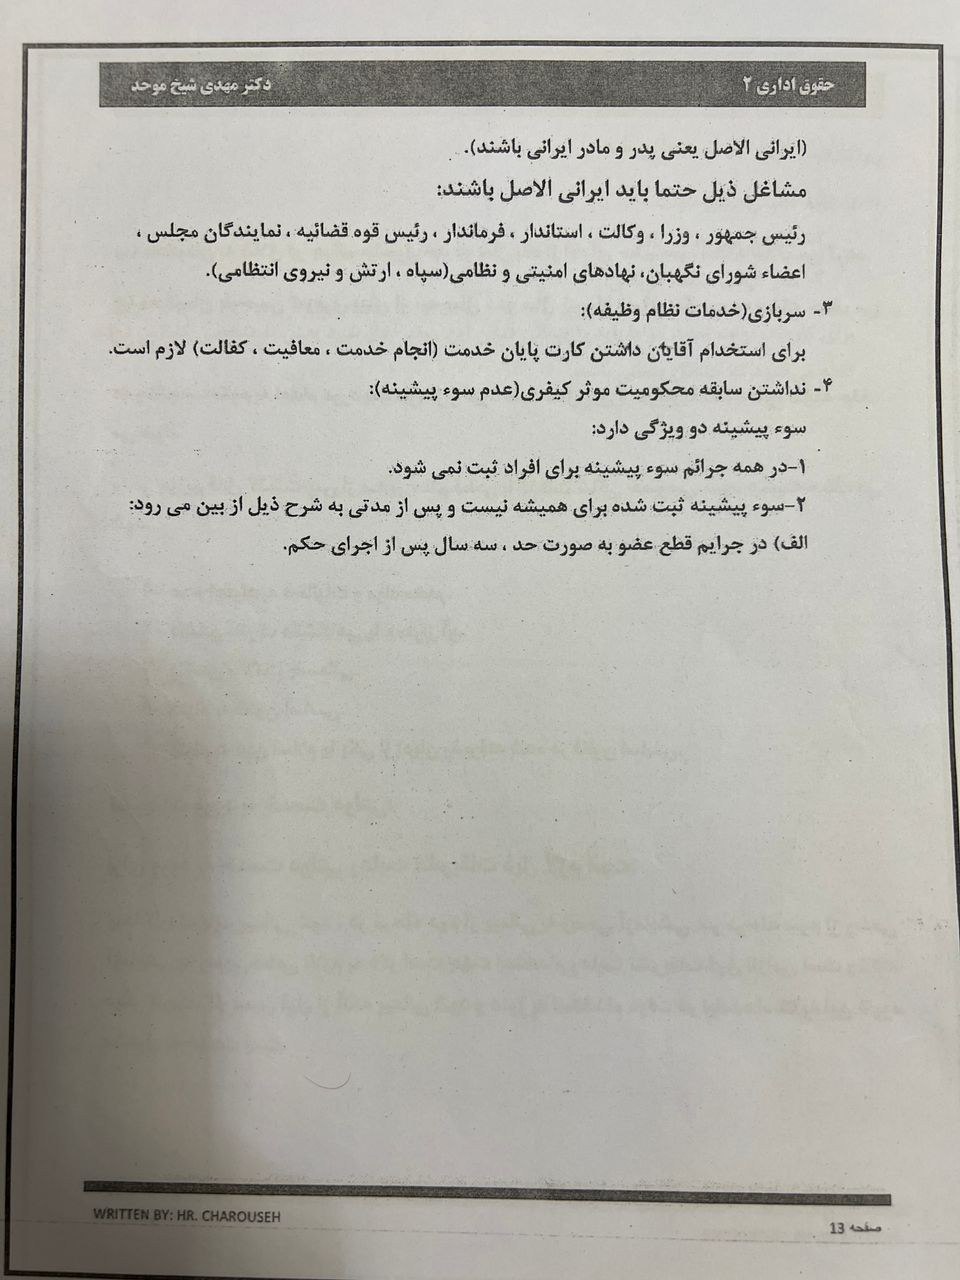 حقوق اداری ۲
دکتر مهدی شیخ موحد
(ایرانی الاصل یعنی پدر و مادر ایرانی باشند).
مشاغل ذیل حتما باید ایرانی الاصل باشند:
رئیس جمهور ، وزرا ، وکالت ، استاندار ، فرماندار ، رئیس قوه قضائیه ، نمایندگان مجلس ،
اعضاء شورای نگهبان، نهادهای امنیتی و نظامی(سپاه ، ارتش و نیروی انتظامی).
۳- سربازی(خدمات نظام وظیفه):
برای استخدام آقایان داشتن کارت پایان خدمت (انجام خدمت ، معافیت ، کفالت) لازم است.
۴- نداشتن سابقه محکومیت موثر کیفری(عدم سوء پیشینه):
سوء پیشینه دو ویژگی دارد:
۱-در همه جرائم سوء پیشینه برای افراد ثبت نمی شود.
۲-سوء پیشینه ثبت شده برای همیشه نیست و پس از مدتی به شرح ذیل از بین می رود:
الف) در جرایم قطع عضو به صورت حد ، سه سال پس از اجرای حکم.
WRITTEN BY: HR. CHAROUSEH
صفحه 13